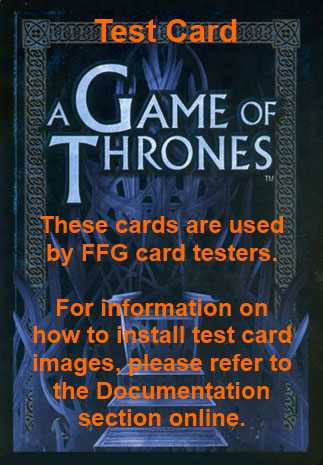 Test Card
A GAME OF
THRONES
™
These cards are used
by FFG card testers.
For information on
how to install test card
images, please refer to
the Documentation
section online.